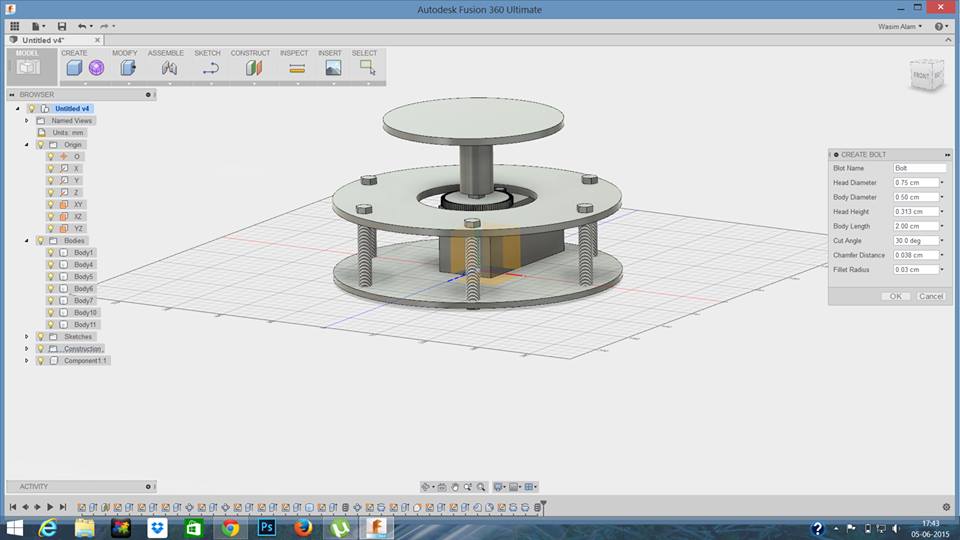 Autodesk Fusion 360 Ultimate
Wasim Alam
Untitled v4*
MODEL CREATE MODIFY ASSEMBLE SKETCH CONSTRUCT INSPECT INSERT SELECT
BROWSER
Untitled v4
Named Views
Units: mm
Origin
O
X
Y
Z
XY
XZ
YZ
Bodies
Body1
Body4
Body5
Body6
Body7
Body10
Body11
Sketches
Construction
Component1:1
FRONT
CREATE BOLT
Blot Name Bolt
Head Diameter 0.75 cm
Body Diameter 0.50 cm
Head Height 0.313 cm
Body Length 2.00 cm
Cut Angle 30.0 deg
Chamfer Distance 0.038 cm
Fillet Radius 0.03 cm
OK Cancel
ACTIVITY
Ps
17:43
05-06-2015